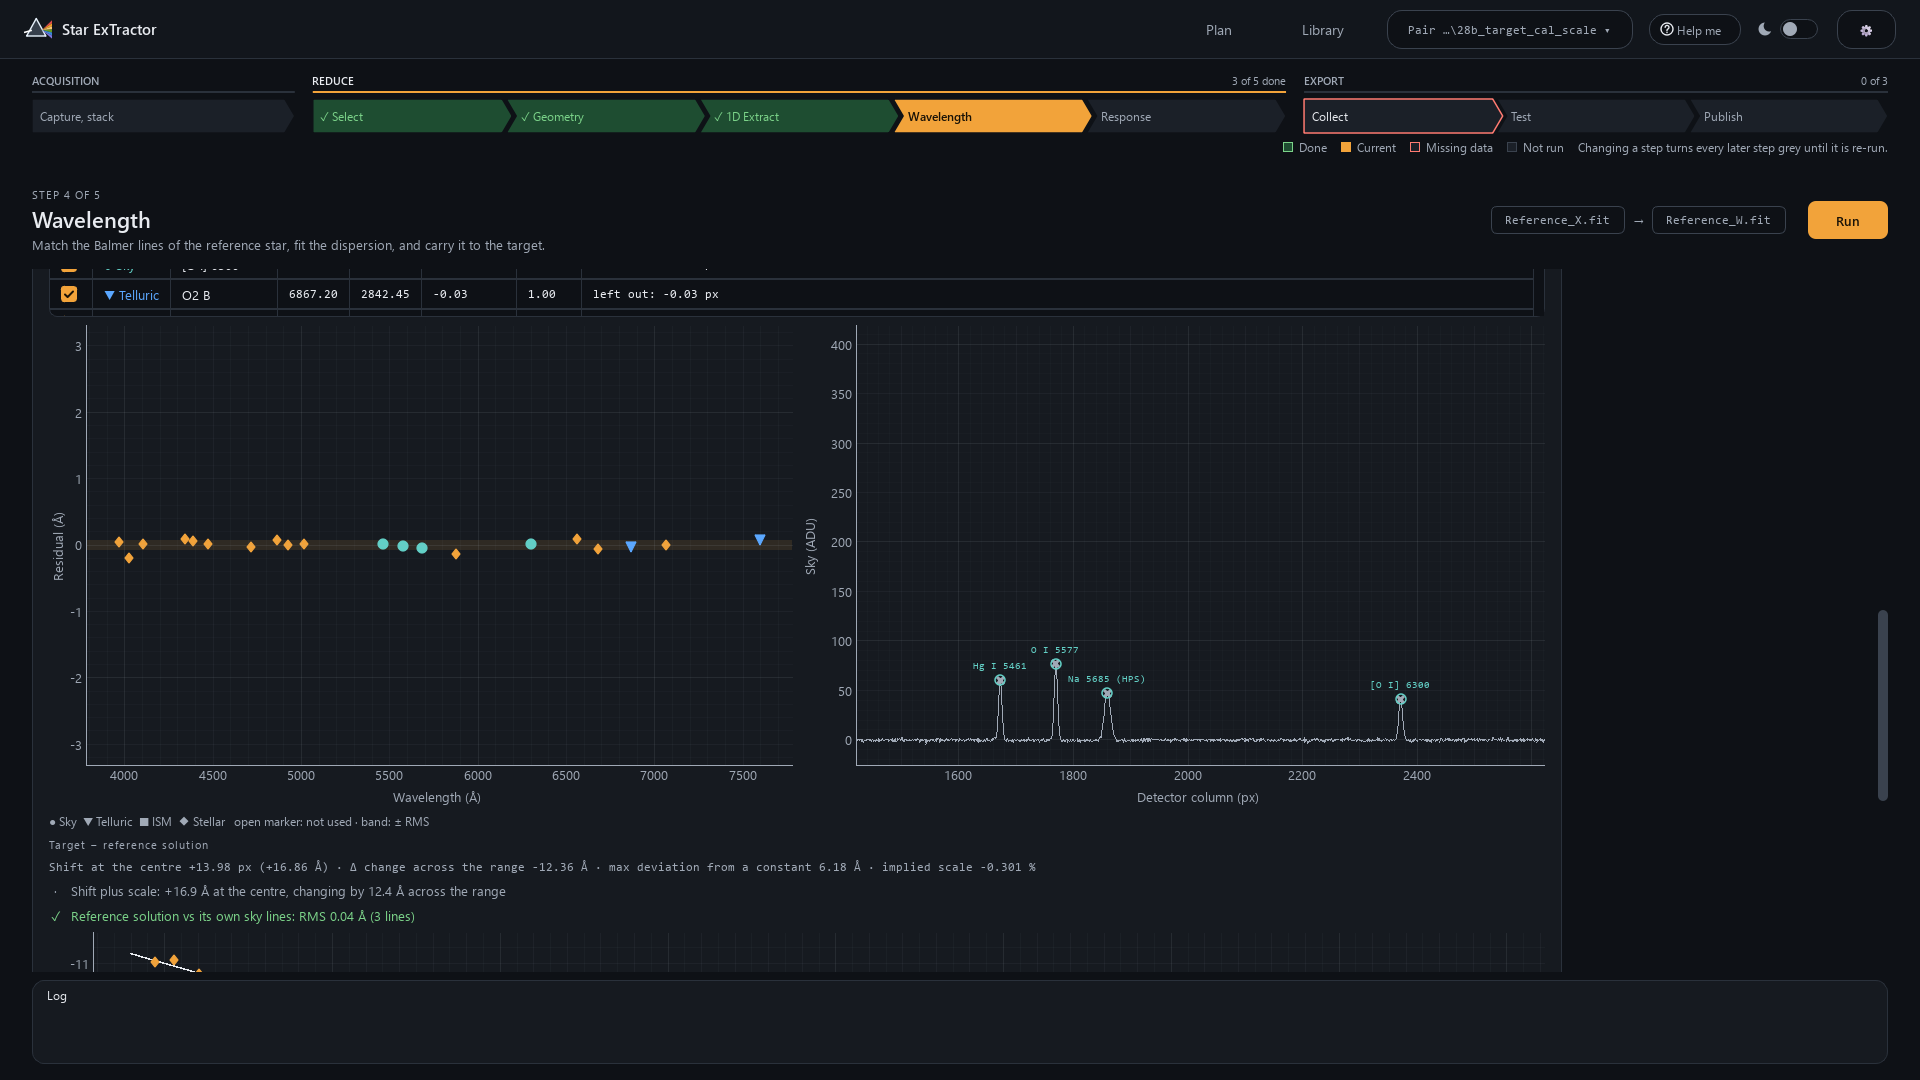 Star ExTractor
Plan
Library
Pair …\28b_target_cal_scale ▾
Help me
ACQUISITION
REDUCE
3 of 5 done
EXPORT
0 of 3
Capture, stack
✓ Select
✓ Geometry
✓ 1D Extract
Wavelength
Response
Collect
Test
Publish
Done
Current
Missing data
Not run
Changing a step turns every later step grey until it is re-run.
STEP 4 OF 5
Wavelength
Match the Balmer lines of the reference star, fit the dispersion, and carry it to the target.
Reference_X.fit → Reference_W.fit
Run
▼ Telluric O2 B 6867.20 2842.45 -0.03 1.00 left out: -0.03 px
3
2
1
0
-1
-2
-3
Residual (Å)
4000 4500 5000 5500 6000 6500 7000 7500
Wavelength (Å)
400
350
300
250
200
150
100
50
0
Sky (ADU)
Hg I 5461
O I 5577
Na 5685 (HPS)
[O I] 6300
1600 1800 2000 2200 2400
Detector column (px)
● Sky ▼ Telluric ■ ISM ◆ Stellar open marker: not used · band: ± RMS
Target − reference solution
Shift at the centre +13.98 px (+16.86 Å) · Δ change across the range -12.36 Å · max deviation from a constant 6.18 Å · implied scale -0.301 %
· Shift plus scale: +16.9 Å at the centre, changing by 12.4 Å across the range
✓ Reference solution vs its own sky lines: RMS 0.04 Å (3 lines)
-11
Log